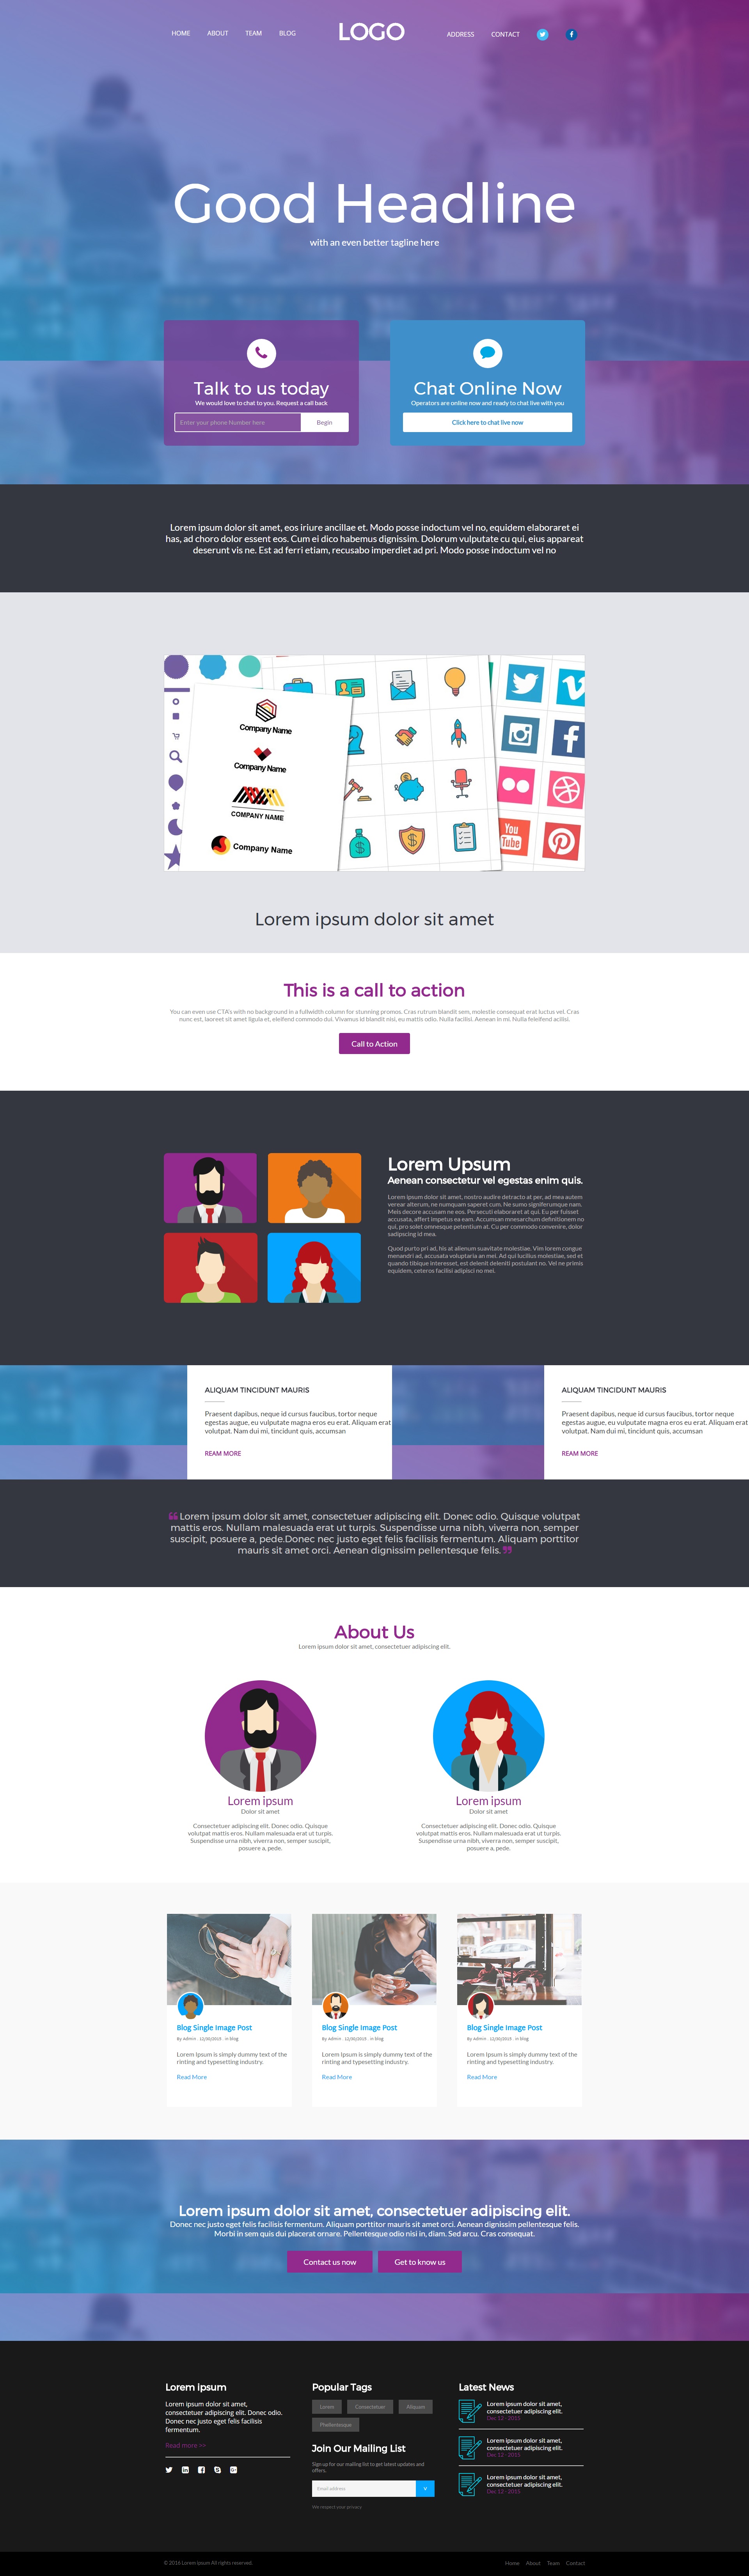 HOME ABOUT TEAM BLOG LOGO ADDRESS CONTACT
Good Headline
with an even better tagline here
Talk to us today
We would love to chat to you. Request a call back
Enter your phone Number here Begin
Chat Online Now
Operators are online now and ready to chat live with you
Click here to chat live now
Lorem ipsum dolor sit amet, eos iriure ancillae et. Modo posse indoctum vel no, equidem elaboraret ei
has, ad choro dolor essent eos. Cum ei dico habemus dignissim. Dolorum vulputate cu qui, eius appareat
deserunt vis ne. Est ad ferri etiam, recusabo imperdiet ad pri. Modo posse indoctum vel no
Company Name
Company Name
COMPANY NAME
Company Name
You
Tube
Lorem ipsum dolor sit amet
This is a call to action
You can even use CTA's with no background in a fullwidth column for stunning promos. Cras rutrum blandit sem, molestie consequat erat luctus vel. Cras
nunc est, laoreet sit amet ligula et, eleifend commodo dui. Vivamus id blandit nisi, eu mattis odio. Nulla facilisi. Aenean in mi. Nulla feleifend acilisi.
Call to Action
Lorem Upsum
Aenean consectetur vel egestas enim quis.
Lorem ipsum dolor sit amet, nostro audire detracto at per, ad mea autem
verear alterum, ne eum corrumpit quaerendum. Ne sumo signiferumque nam.
Meis decore accusam ne eos. Persecuti elaboraret at qui. Eu per fuisset
accusata, affert impetus ea eam. Accumsan mnesarchum definitionem no
qui, pro solet omnesque petentium at. Cu per commodo convenire, dolor
sadipscing id mea.
Quod purto pri ad, his at alienum suavitate molestiae. Vim lorem congue
menandri ad, accusata voluptaria an mei. Ad qui lucilius molestiae, sed et
quando tibique interesset, est delenit deleniti postulant no. Vel ne primis
equidem, ceteros facilisi adipisci no mei.
ALIQUAM TINCIDUNT MAURIS
Praesent dapibus, neque id cursus faucibus, tortor neque
egestas augue, eu vulputate magna eros eu erat. Aliquam erat
volutpat. Nam dui mi, tincidunt quis, accumsan
REAM MORE
ALIQUAM TINCIDUNT MAURIS
Praesent dapibus, neque id cursus faucibus, tortor neque
egestas augue, eu vulputate magna eros eu erat. Aliquam erat
volutpat. Nam dui mi, tincidunt quis, accumsan
REAM MORE
Lorem ipsum dolor sit amet, consectetuer adipiscing elit. Donec odio. Quisque volutpat
mattis eros. Nullam malesuada erat ut turpis. Suspendisse urna nibh, viverra non, semper
suscipit, posuere a, pede.Donec nec justo eget felis facilisis fermentum. Aliquam porttitor
mauris sit amet orci. Aenean dignissim pellentesque felis.
About Us
Lorem ipsum dolor sit amet, consectetuer adipiscing elit.
Lorem ipsum
Dolor sit amet
Consectetuer adipiscing elit. Donec odio. Quisque
volutpat mattis eros. Nullam malesuada erat ut turpis.
Suspendisse urna nibh, viverra non, semper suscipit,
posuere a, pede.
Lorem ipsum
Dolor sit amet
Consectetuer adipiscing elit. Donec odio. Quisque
volutpat mattis eros. Nullam malesuada erat ut turpis.
Suspendisse urna nibh, viverra non, semper suscipit,
posuere a, pede.
Blog Single Image Post
By Admin . 12/30/2015 . in blog
Lorem Ipsum is simply dummy text of the
rinting and typesetting industry.
Read More
Blog Single Image Post
By Admin . 12/30/2015 . in blog
Lorem Ipsum is simply dummy text of the
rinting and typesetting industry.
Read More
Blog Single Image Post
By Admin . 12/30/2015 . in blog
Lorem Ipsum is simply dummy text of the
rinting and typesetting industry.
Read More
Lorem ipsum dolor sit amet, consectetuer adipiscing elit.
Donec nec justo eget felis facilisis fermentum. Aliquam porttitor mauris sit amet orci. Aenean dignissim pellentesque felis.
Morbi in sem quis dui placerat ornare. Pellentesque odio nisi in, diam. Sed arcu. Cras consequat.
Contact us now Get to know us
Lorem ipsum
Lorem ipsum dolor sit amet,
consectetuer adipiscing elit. Donec odio.
Donec nec justo eget felis facilisis
fermentum.
Read more >>
Popular Tags
Lorem Consectetuer Aliquam
Phellentesque
Join Our Mailing List
Sign up for our mailing list to get latest updates and
offers.
Email address
We respect your privacy
Latest News
Lorem ipsum dolor sit amet,
consectetuer adipiscing elit.
Dec 12 - 2015
Lorem ipsum dolor sit amet,
consectetuer adipiscing elit.
Dec 12 - 2015
Lorem ipsum dolor sit amet,
consectetuer adipiscing elit.
Dec 12 - 2015
© 2016 Lorem Ipsum All rights reserved. Home About Team Contact